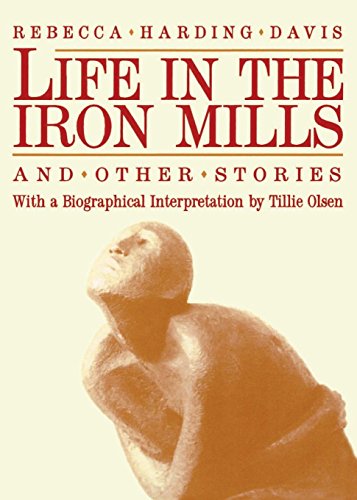 REBECCA ♦ HARDING ♦ DAVIS
LIFE IN THE
IRON MILLS
AND ♦ OTHER ♦ STORIES
With a Biographical Interpretation by Tillie Olsen